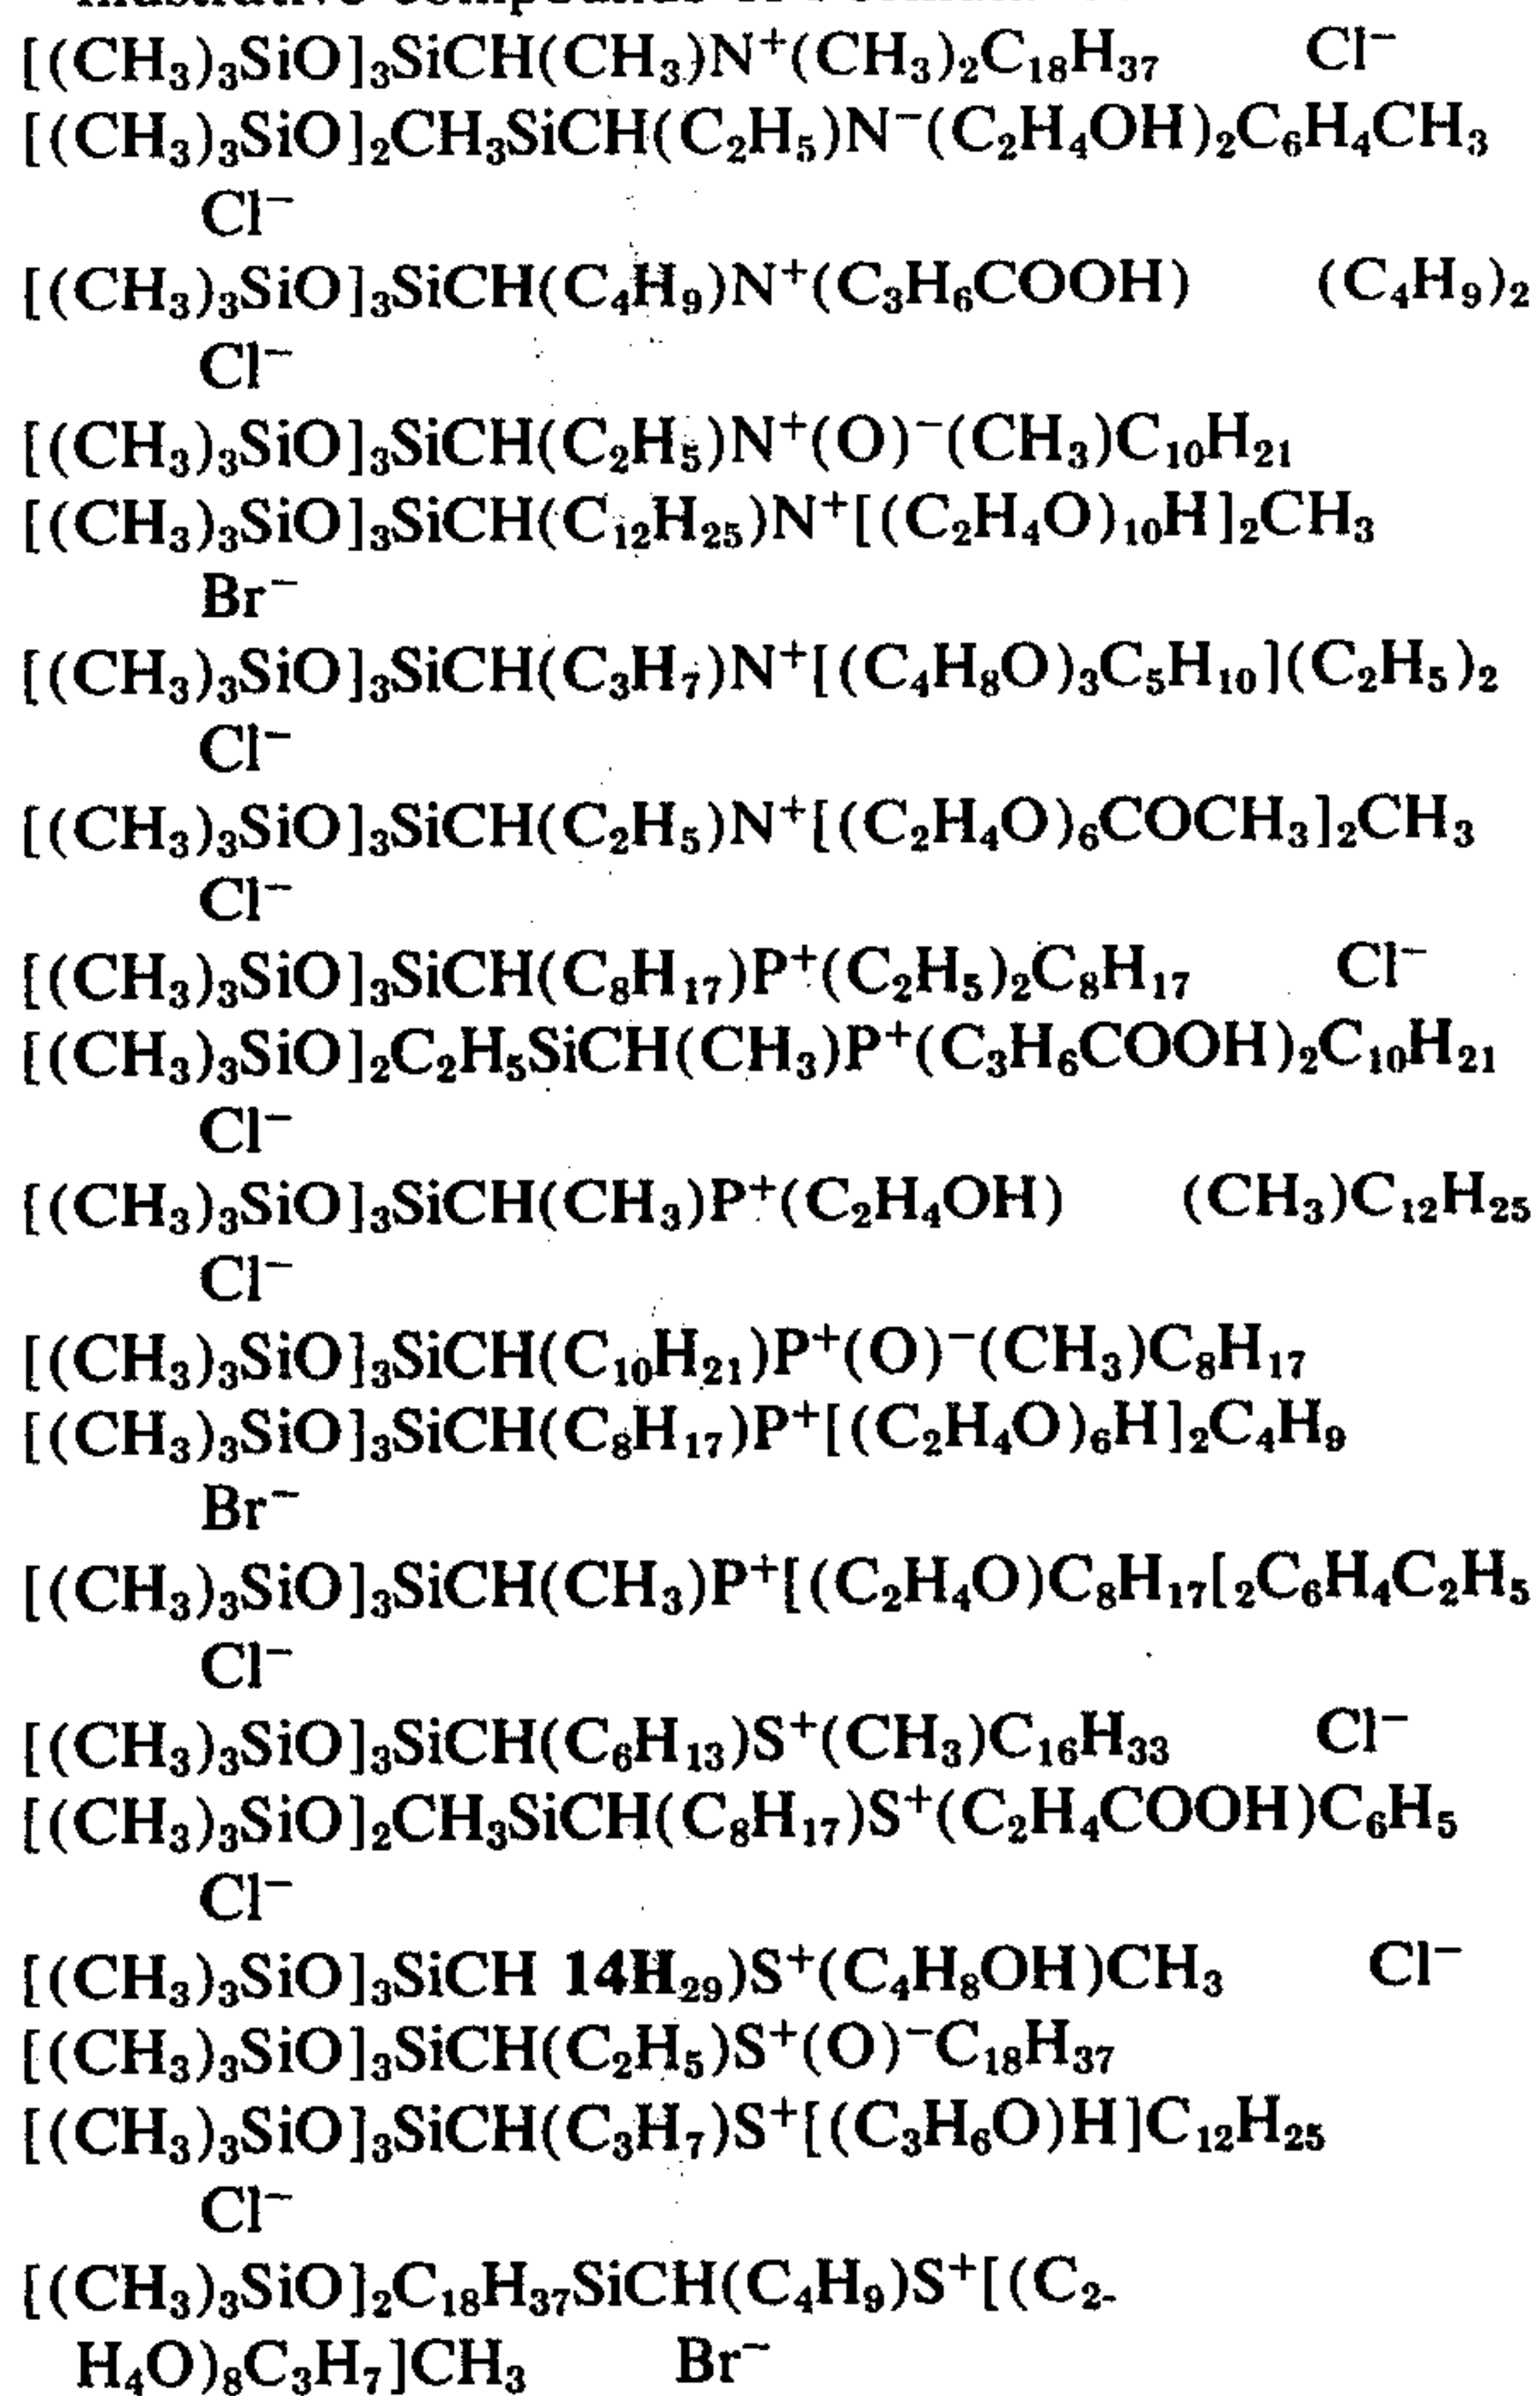 [(CH₃)₃SiO]₃SiCH(CH₃)N⁺(CH₃)₂C₁₈H₃₇ Cl⁻
[(CH₃)₃SiO]₂CH₃SiCH(C₂H₅)N⁻(C₂H₄OH)₂C₆H₄CH₃
Cl⁻
[(CH₃)₃SiO]₃SiCH(C₄H₉)N⁺(C₃H₆COOH) (C₄H₉)₂
Cl⁻
[(CH₃)₃SiO]₃SiCH(C₂H₅)N⁺(O)⁻(CH₃)C₁₀H₂₁
[(CH₃)₃SiO]₃SiCH(C₁₂H₂₅)N⁺[(C₂H₄O)₁₀H]₂CH₃
Br⁻
[(CH₃)₃SiO]₃SiCH(C₃H₇)N⁺[(C₄H₈O)₃C₅H₁₀](C₂H₅)₂
Cl⁻
[(CH₃)₃SiO]₃SiCH(C₂H₅)N⁺[(C₂H₄O)₆COCH₃]₂CH₃
Cl⁻
[(CH₃)₃SiO]₃SiCH(C₈H₁₇)P⁺(C₂H₅)₂C₈H₁₇ Cl⁻
[(CH₃)₃SiO]₂C₂H₅SiCH(CH₃)P⁺(C₃H₆COOH)₂C₁₀H₂₁
Cl⁻
[(CH₃)₃SiO]₃SiCH(CH₃)P⁺(C₂H₄OH) (CH₃)C₁₂H₂₅
Cl⁻
[(CH₃)₃SiO]₃SiCH(C₁₀H₂₁)P⁺(O)⁻(CH₃)C₈H₁₇
[(CH₃)₃SiO]₃SiCH(C₈H₁₇)P⁺[(C₂H₄O)₆H]₂C₄H₉
Br⁻
[(CH₃)₃SiO]₃SiCH(CH₃)P⁺[(C₂H₄O)C₈H₁₇[₂C₆H₄C₂H₅
Cl⁻
[(CH₃)₃SiO]₃SiCH(C₆H₁₃)S⁺(CH₃)C₁₆H₃₃ Cl⁻
[(CH₃)₃SiO]₂CH₃SiCH(C₈H₁₇)S⁺(C₂H₄COOH)C₆H₅
Cl⁻
[(CH₃)₃SiO]₃SiCH 14H₂₉)S⁺(C₄H₈OH)CH₃ Cl⁻
[(CH₃)₃SiO]₃SiCH(C₂H₅)S⁺(O)⁻C₁₈H₃₇
[(CH₃)₃SiO]₃SiCH(C₃H₇)S⁺[(C₃H₆O)H]C₁₂H₂₅
Cl⁻
[(CH₃)₃SiO]₂C₁₈H₃₇SiCH(C₄H₉)S⁺[(C₂-
H₄O)₈C₃H₇]CH₃ Br⁻